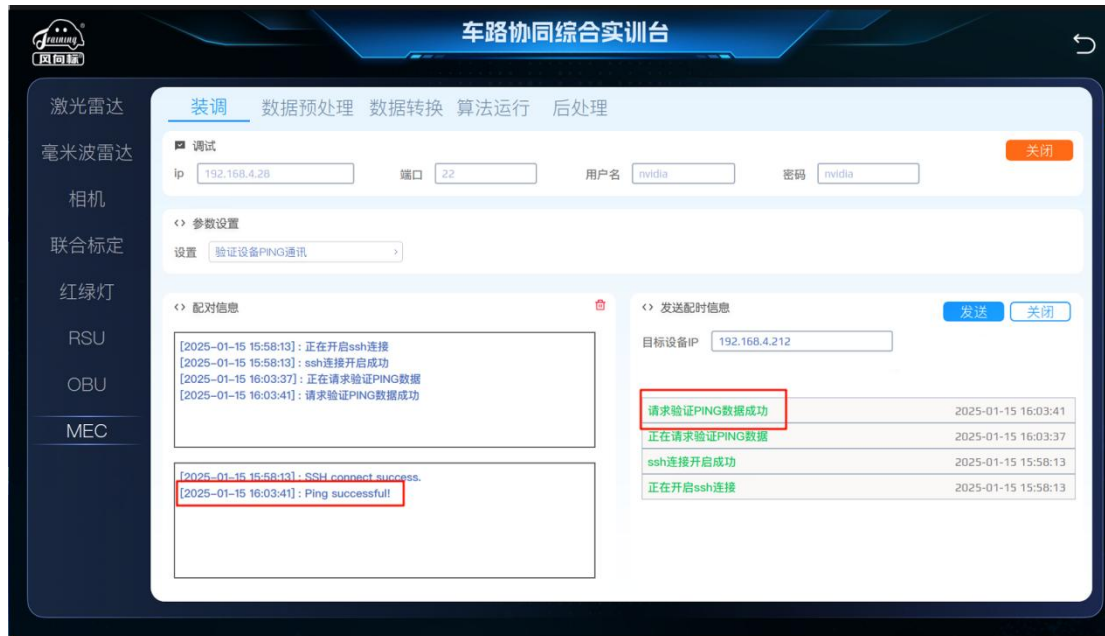 Training
风向标
车路协同综合实训台
激光雷达
毫米波雷达
相机
联合标定
红绿灯
RSU
OBU
MEC
装调 数据预处理 数据转换 算法运行 后处理
调试
关闭
ip 192.168.4.28 端口 22 用户名 nvidia 密码 nvidia
参数设置
设置 验证设备PING通讯
配对信息
[2025-01-15 15:58:13] : 正在开启ssh连接
[2025-01-15 15:58:13] : ssh连接开启成功
[2025-01-15 16:03:37] : 正在请求验证PING数据
[2025-01-15 16:03:41] : 请求验证PING数据成功
[2025-01-15 15:58:13] : SSH connect success.
[2025-01-15 16:03:41] : Ping successful!
发送配时信息
发送 关闭
目标设备IP 192.168.4.212
请求验证PING数据成功 2025-01-15 16:03:41
正在请求验证PING数据 2025-01-15 16:03:37
ssh连接开启成功 2025-01-15 15:58:13
正在开启ssh连接 2025-01-15 15:58:13